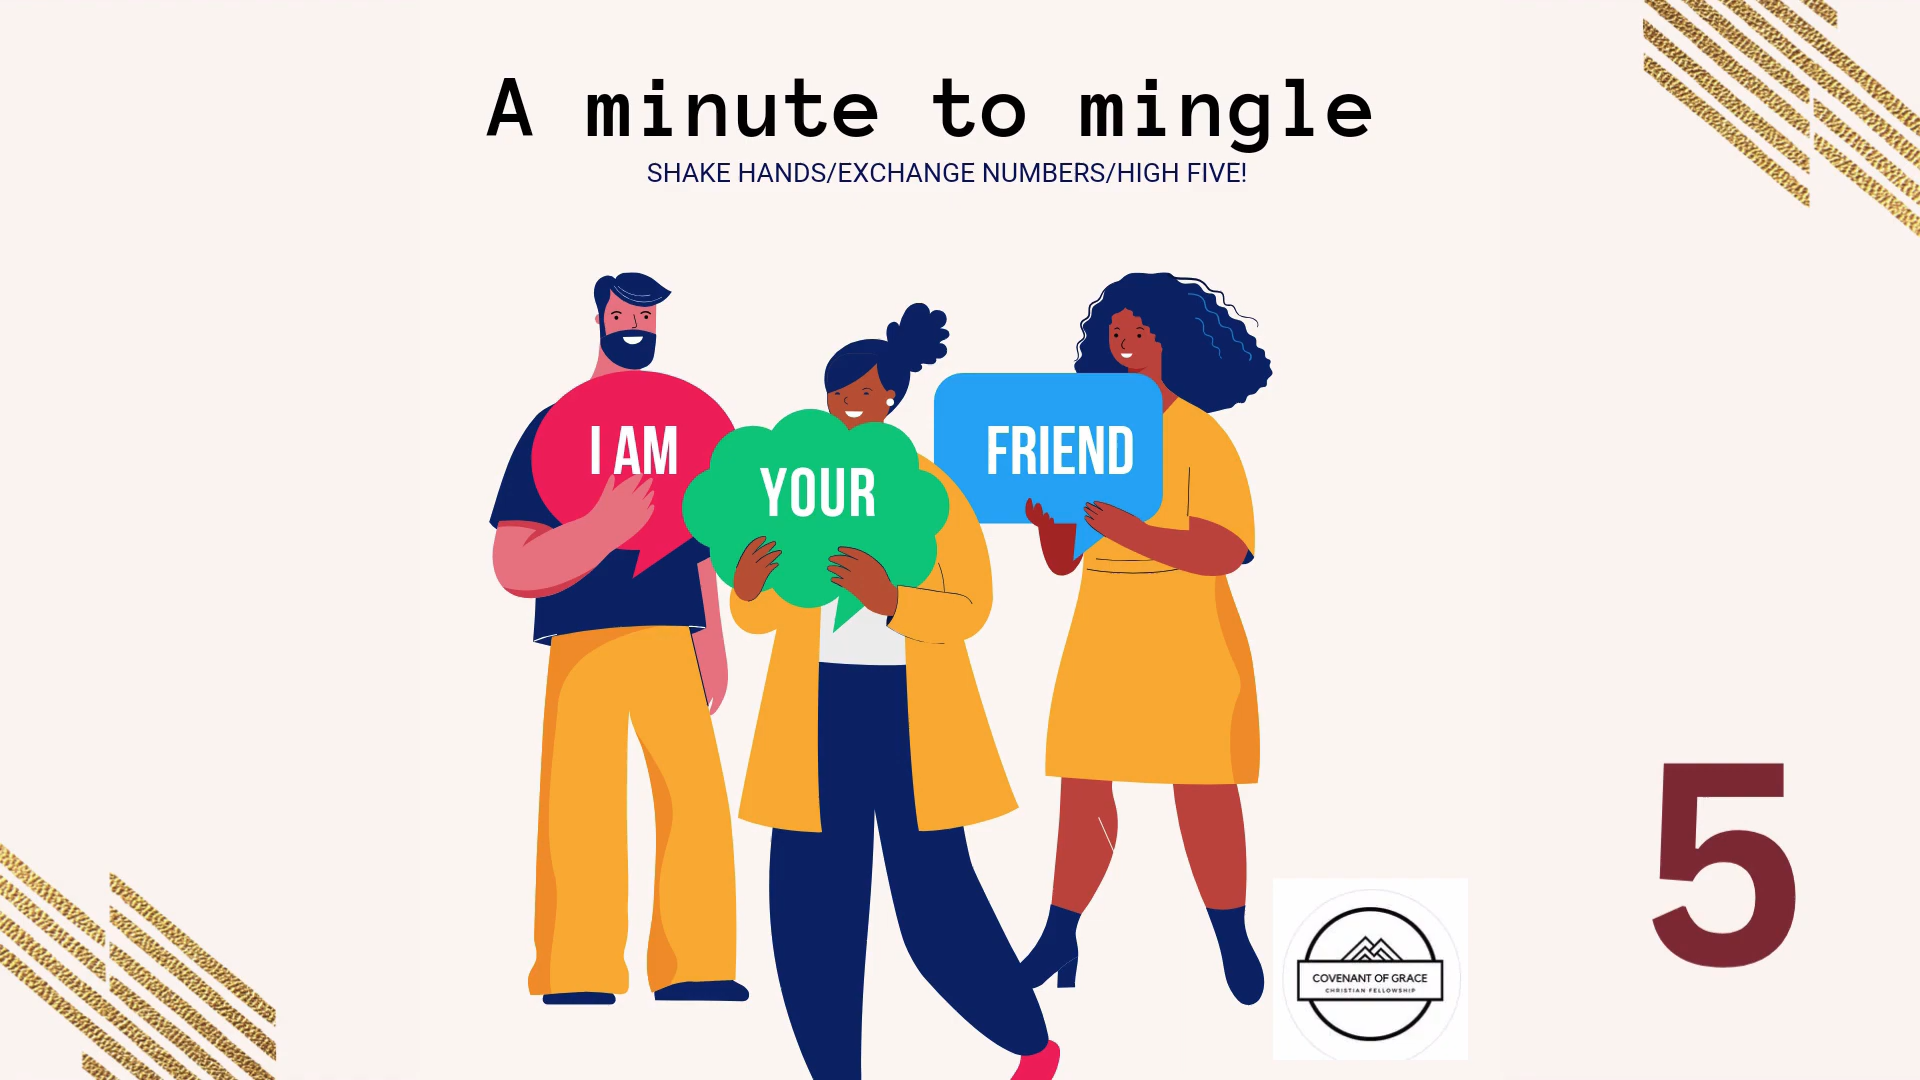 A minute to mingle
SHAKE HANDS/EXCHANGE NUMBERS/HIGH FIVE!
I AM
YOUR
FRIEND
5
COVENANT OF GRACE
CHRISTIAN FELLOWSHIP